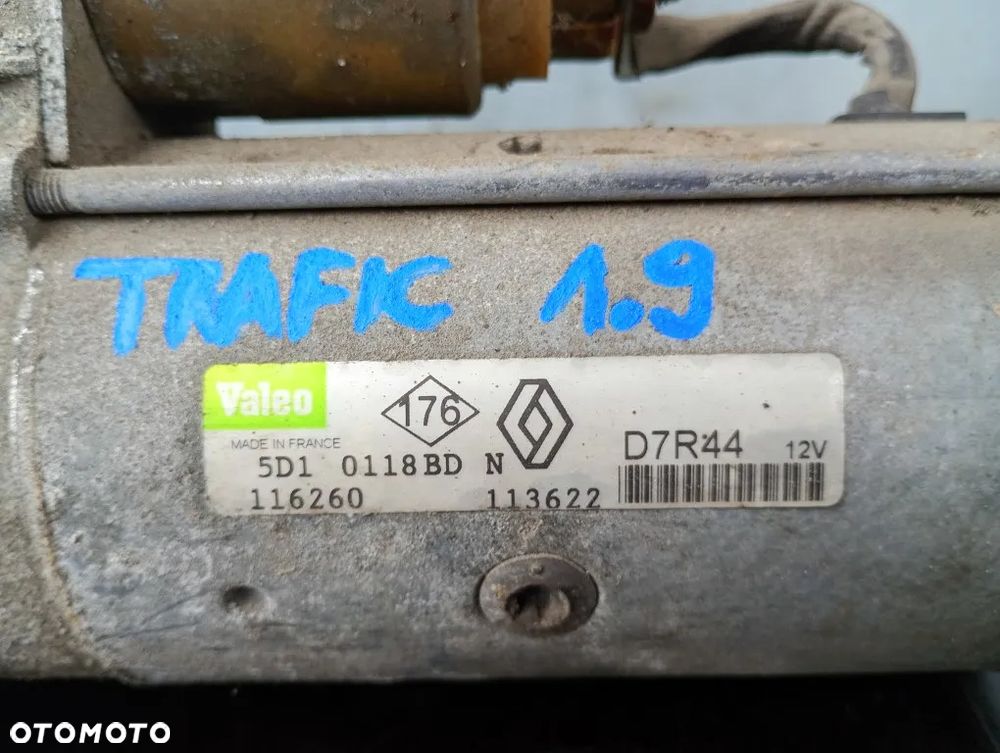 TRAFIC 1.9
Valeo 176
MADE IN FRANCE D7R44 12V
5D1 0118BD N
116260 113622
OTOMOTO